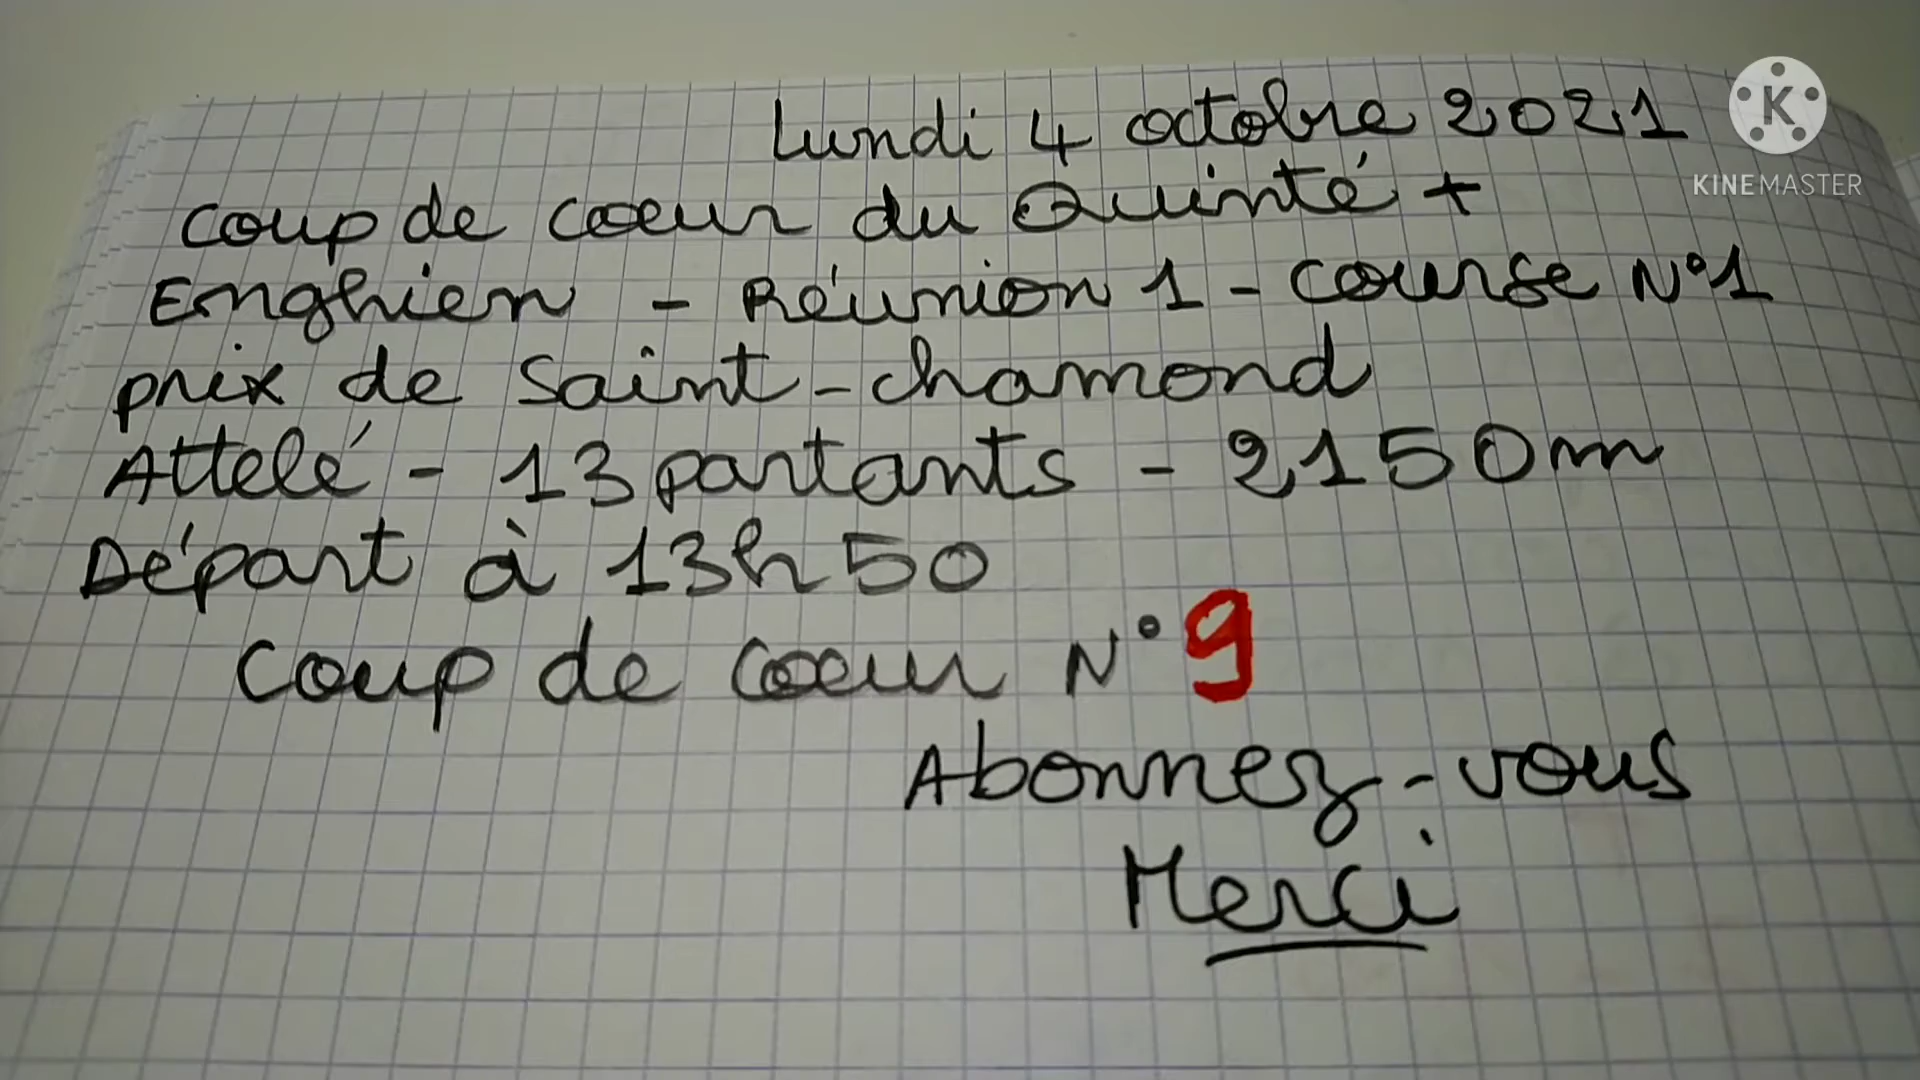 Lundi 4 octobre 2021
Coup de coeur du Quinté +
Enghien - Réunion 1 - Course N°1
prix de Saint-chamond
Attelé - 13 partants - 2150m
Départ à 13h50
Coup de coeur N° 9
Abonnez-vous
Merci
K
KINEMASTER